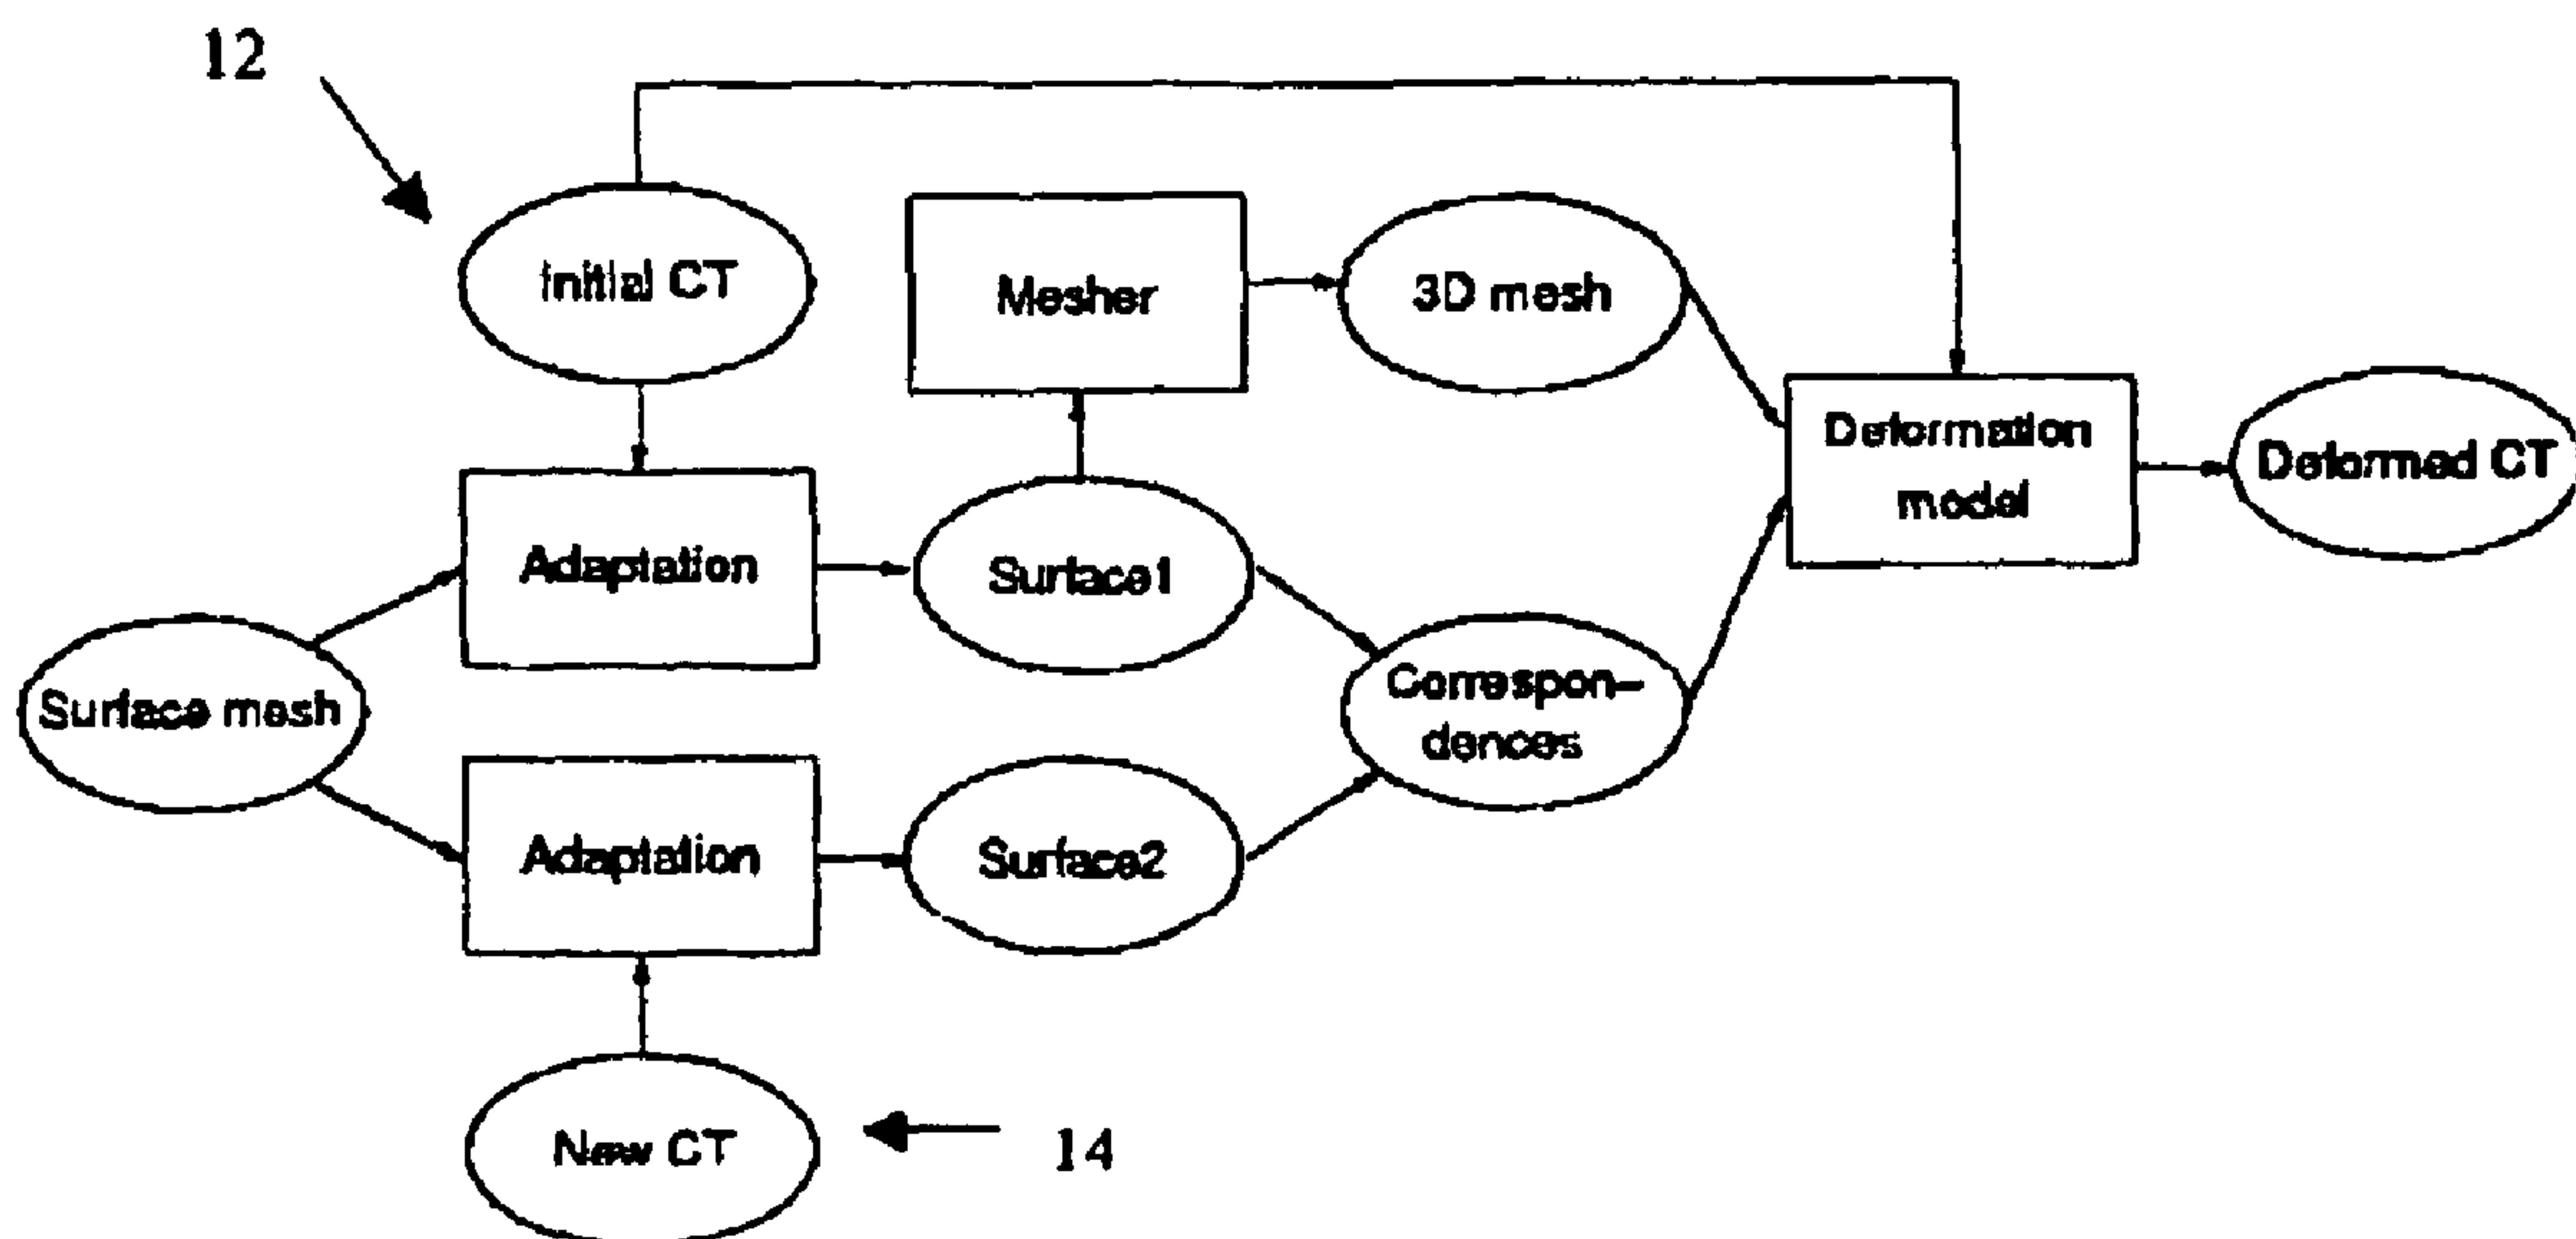 12
Initial CT
Mesher
3D mesh
Deformation
model
Deformed CT
Adaptation
Surface1
Surface mesh
Correspon-
dences
Adaptation
Surface2
New CT
14